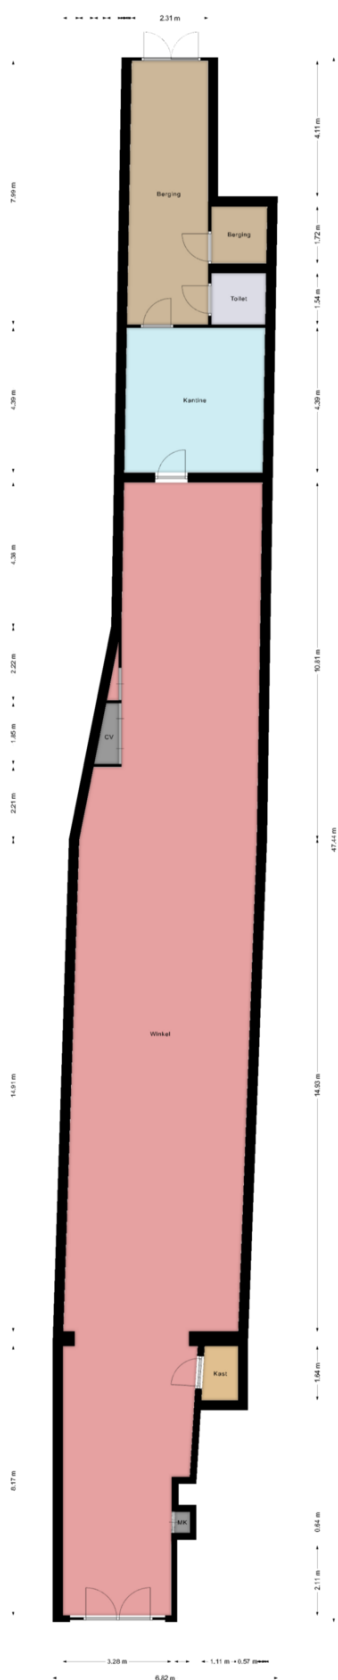 2.31 m
4.11 m
7.99 m
Berging
Berging
1.72 m
Toilet
1.54 m
Kantine
4.39 m
4.39 m
4.38 m
10.81 m
2.22 m
CV
1.85 m
2.21 m
47.44 m
Winkel
14.91 m
14.93 m
Kast
1.64 m
8.17 m
MK
0.64 m
2.11 m
3.28 m
1.11 m
0.57 m
6.82 m